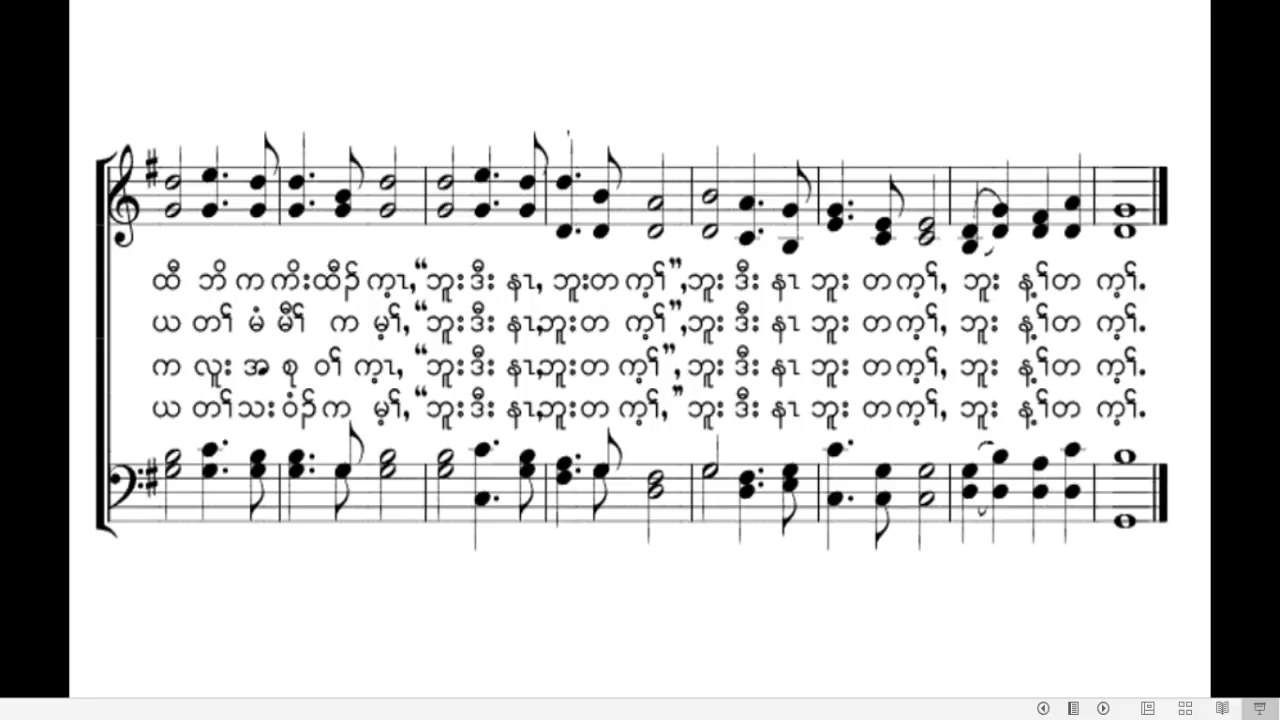 ထိ ဘိ က ကိးထီၣ် က့ၤ,“ဘူးဒီး နၤ, ဘူးတ က့ၢ်”,ဘူး ဒီး နၤ ဘူး တက့ၢ်, ဘူး န့ၢ်တ က့ၢ်.
ယ တၢ် မံ မီၢ် က မ့ၢ်,“ဘူးဒီး နၤ,ဘူးတ က့ၢ်”,ဘူး ဒီး နၤ ဘူး တက့ၢ်, ဘူး န့ၢ်တ က့ၢ်.
က လူး အ စု ဝၢ် က့ၤ,“ဘူးဒီး နၤ,ဘူးတ က့ၢ်”,ဘူး ဒီး နၤ ဘူး တက့ၢ်, ဘူး န့ၢ်တ က့ၢ်.
ယ တၢ်သး ဝံၣ်က မ့ၢ်,“ဘူးဒီး နၤ,ဘူးတ က့ၢ်,”ဘူး ဒီး နၤ ဘူး တက့ၢ်, ဘူး န့ၢ်တ က့ၢ်.